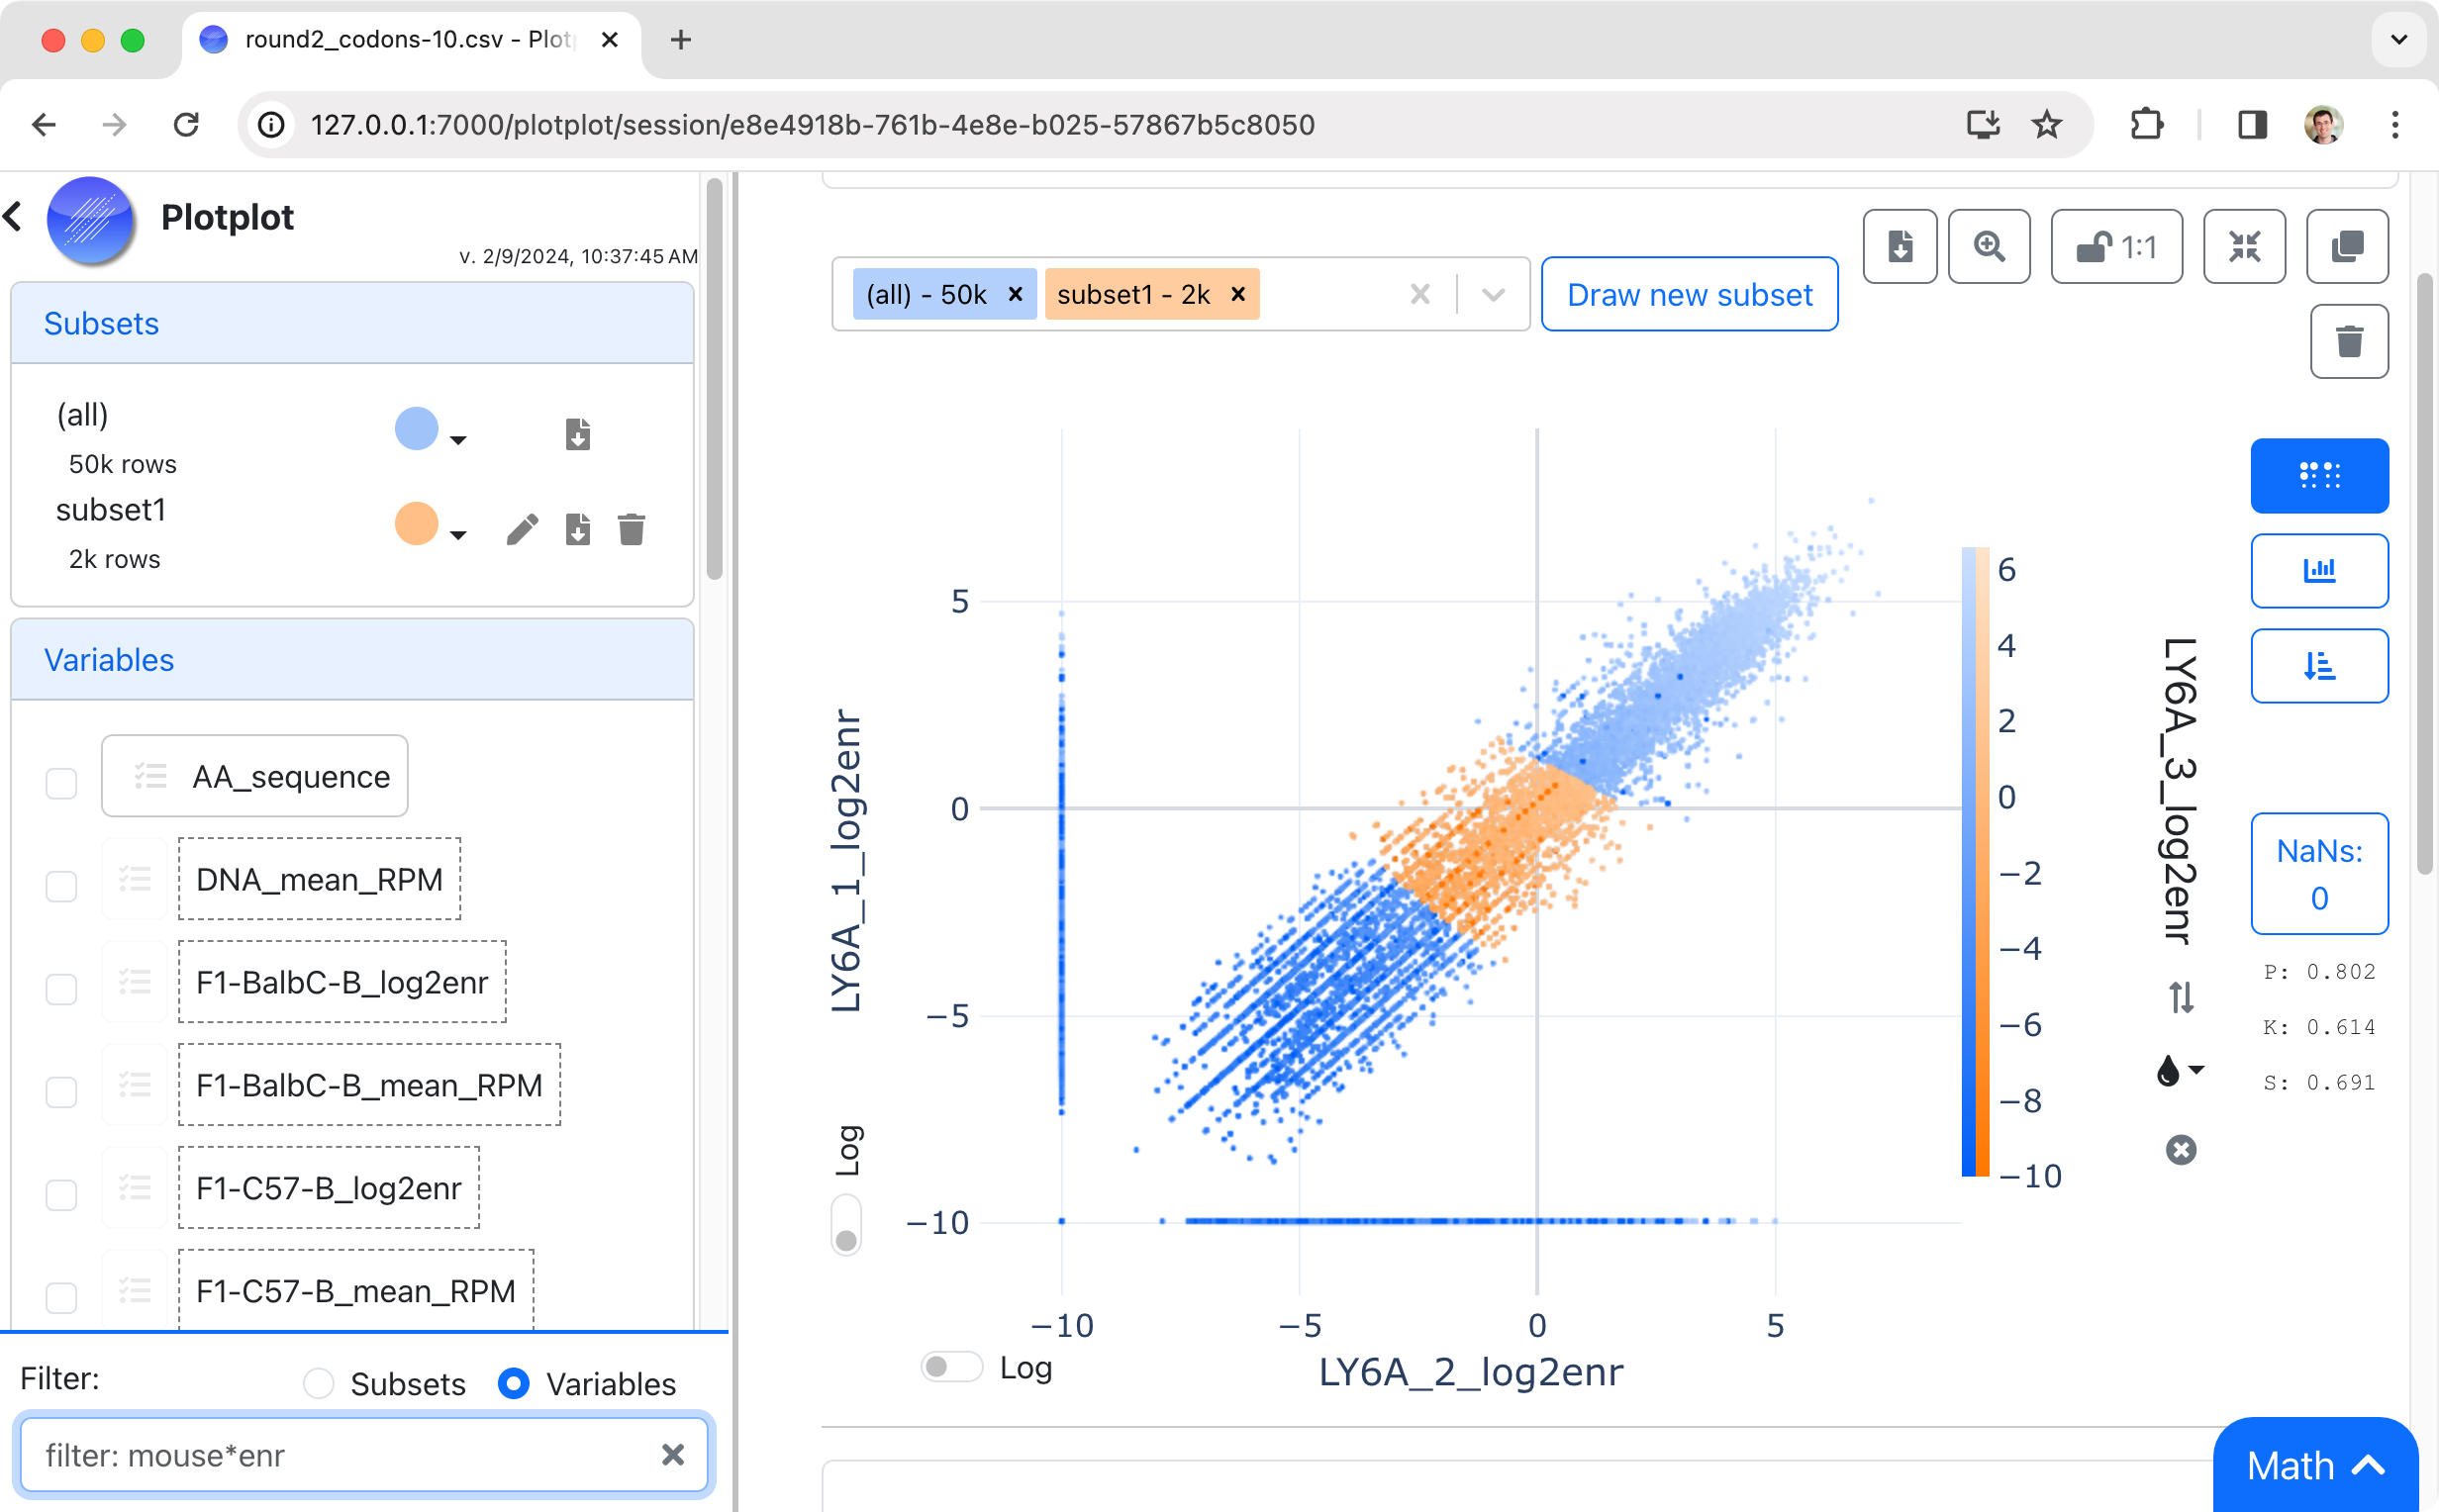 round2_codons-10.csv - Plot
127.0.0.1:7000/plotplot/session/e8e4918b-761b-4e8e-b025-57867b5c8050
Plotplot
v. 2/9/2024, 10:37:45 AM
Subsets
(all)
50k rows
subset1
2k rows
Variables
AA_sequence
DNA_mean_RPM
F1-BalbC-B_log2enr
F1-BalbC-B_mean_RPM
F1-C57-B_log2enr
F1-C57-B_mean_RPM
Filter:
Subsets
Variables
filter: mouse*enr
(all) - 50k
subset1 - 2k
Draw new subset
1:1
LY6A_1_log2enr
5
0
−5
−10
Log
−10
−5
0
5
Log
LY6A_2_log2enr
6
4
2
0
−2
−4
−6
−8
−10
LY6A_3_log2enr
NaNs:
0
P: 0.802
K: 0.614
S: 0.691
Math